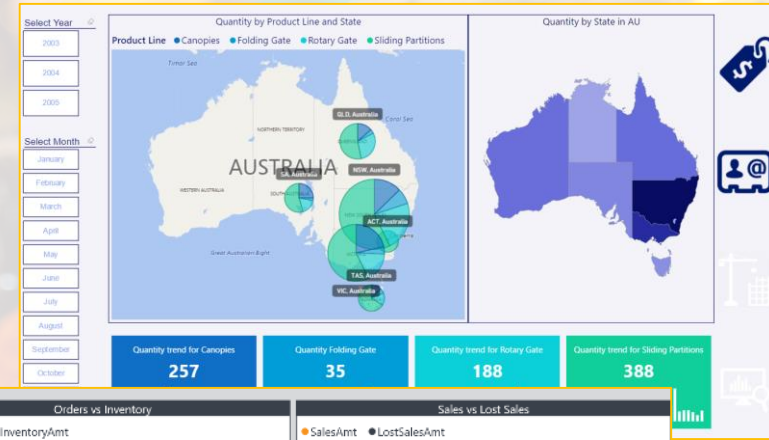 Select Year
2003
2004
2005
Select Month
January
February
March
April
May
June
July
August
September
October
Quantity by Product Line and State
Product Line Canopies Folding Gate Rotary Gate Sliding Partitions
Timor Sea
Coral Sea
NORTHERN TERRITORY
QLD, Australia
AUSTRALIA
SA, Australia
NSW, Australia
WESTERN AUSTRALIA
ACT, Australia
Great Australian Bight
TAS, Australia
VIC, Australia
Quantity by State in AU
Quantity trend for Canopies
257
Quantity Folding Gate
35
Quantity trend for Rotary Gate
188
Quantity trend for Sliding Partitions
388
Orders vs Inventory
InventoryAmt
Sales vs Lost Sales
SalesAmt LostSalesAmt